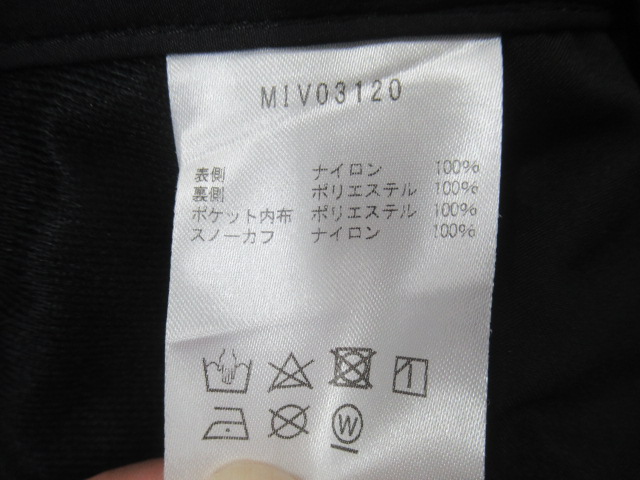 MIV03120
表側 ナイロン 100%
裏側 ポリエステル 100%
ポケット内布 ポリエステル 100%
スノーカフ ナイロン 100%
W